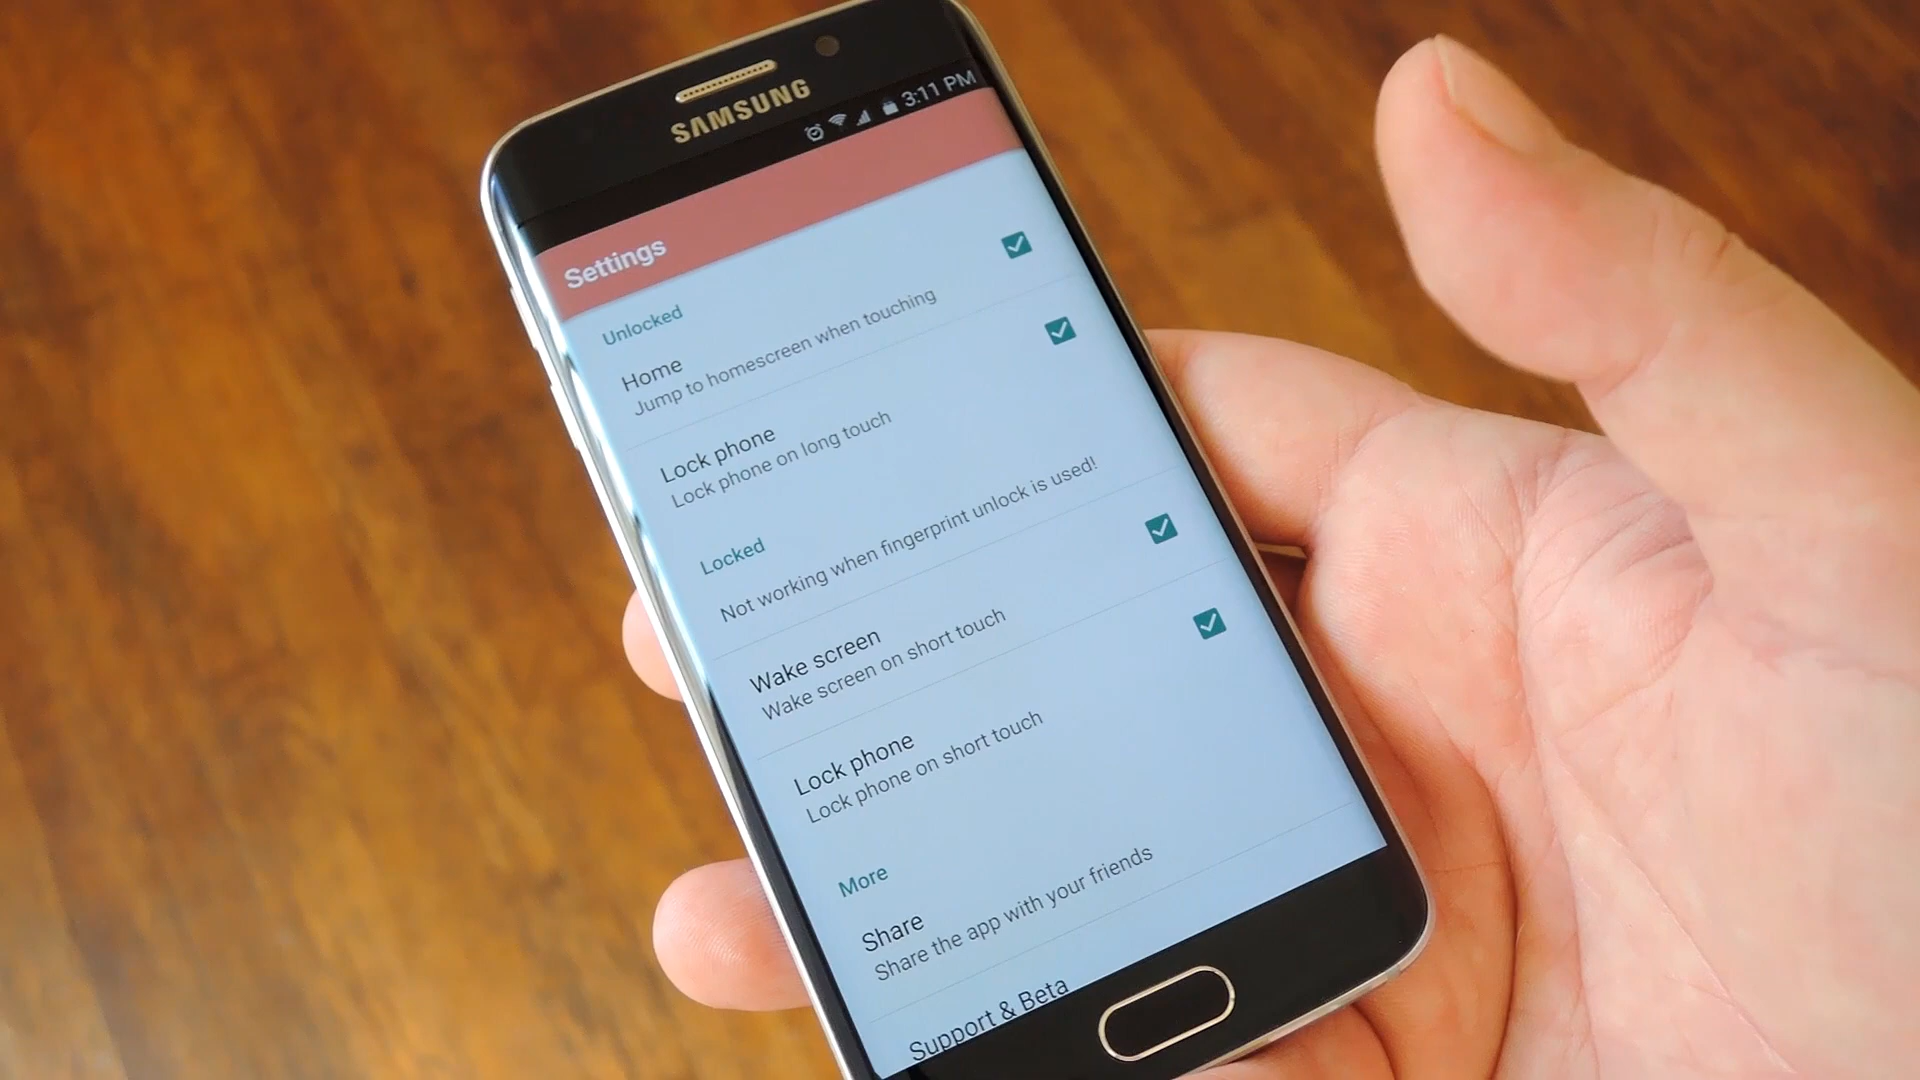 SAMSUNG
3:11 PM
Settings
Unlocked
Home
Jump to homescreen when touching
Lock phone
Lock phone on long touch
Locked
Not working when fingerprint unlock is used!
Wake screen
Wake screen on short touch
Lock phone
Lock phone on short touch
More
Share
Share the app with your friends
Support & Beta